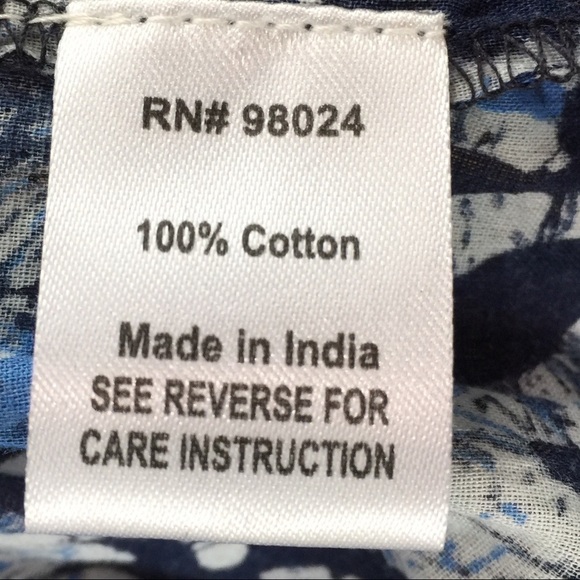 RN# 98024
100% Cotton
Made in India
SEE REVERSE FOR
CARE INSTRUCTION